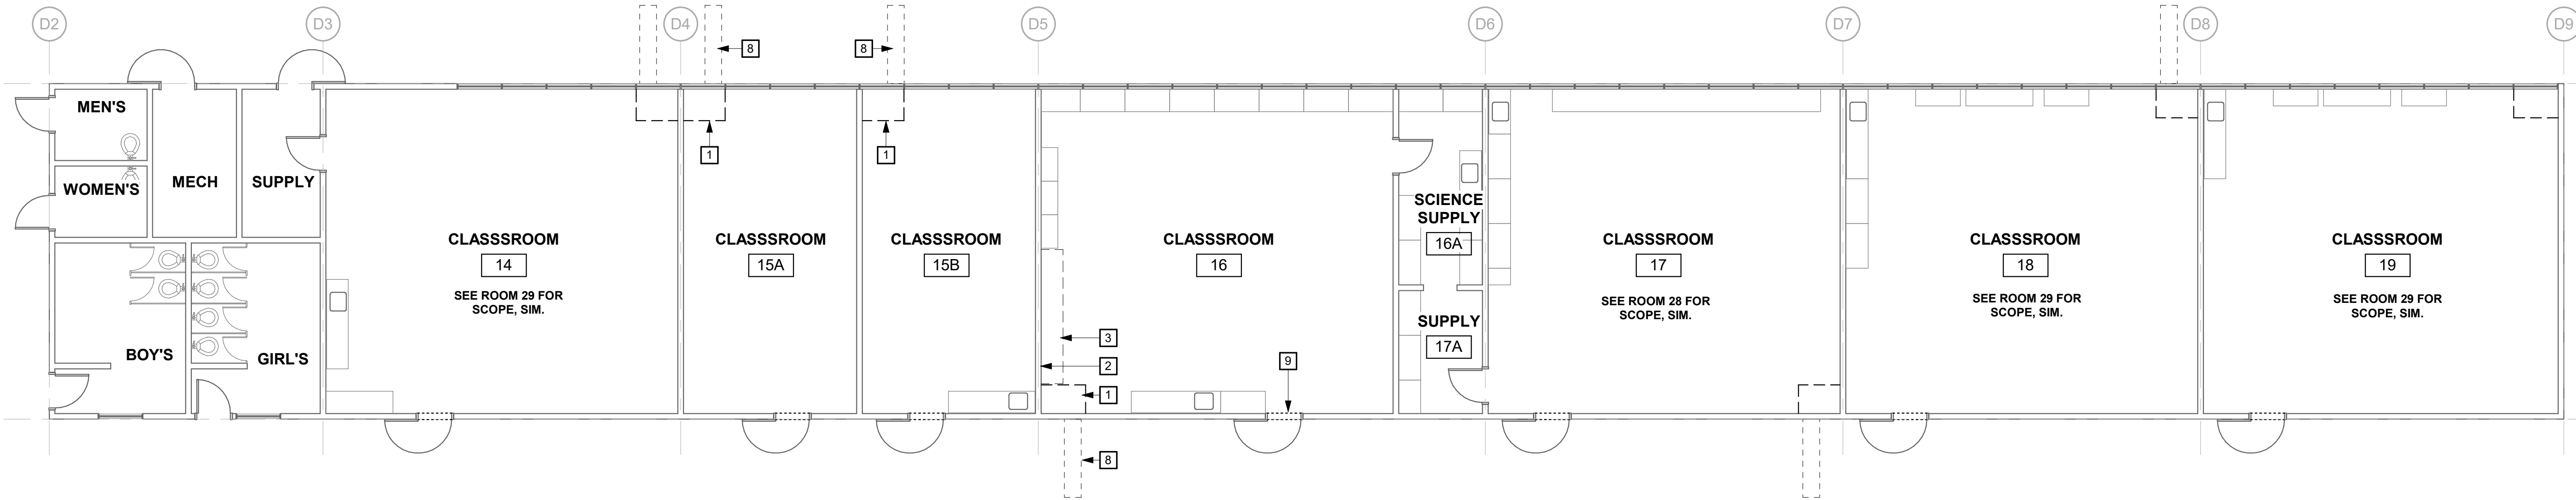 D2
D3
D4
D5
D6
D7
D8
D9
8
8
MEN'S
1
1
WOMEN'S
MECH
SUPPLY
SCIENCE
SUPPLY
16A
CLASSSROOM
14
SEE ROOM 29 FOR
SCOPE, SIM.
CLASSSROOM
15A
CLASSSROOM
15B
CLASSSROOM
16
CLASSSROOM
17
SEE ROOM 28 FOR
SCOPE, SIM.
CLASSSROOM
18
SEE ROOM 29 FOR
SCOPE, SIM.
CLASSSROOM
19
SEE ROOM 29 FOR
SCOPE, SIM.
SUPPLY
17A
BOY'S
GIRL'S
3
2
1
9
8